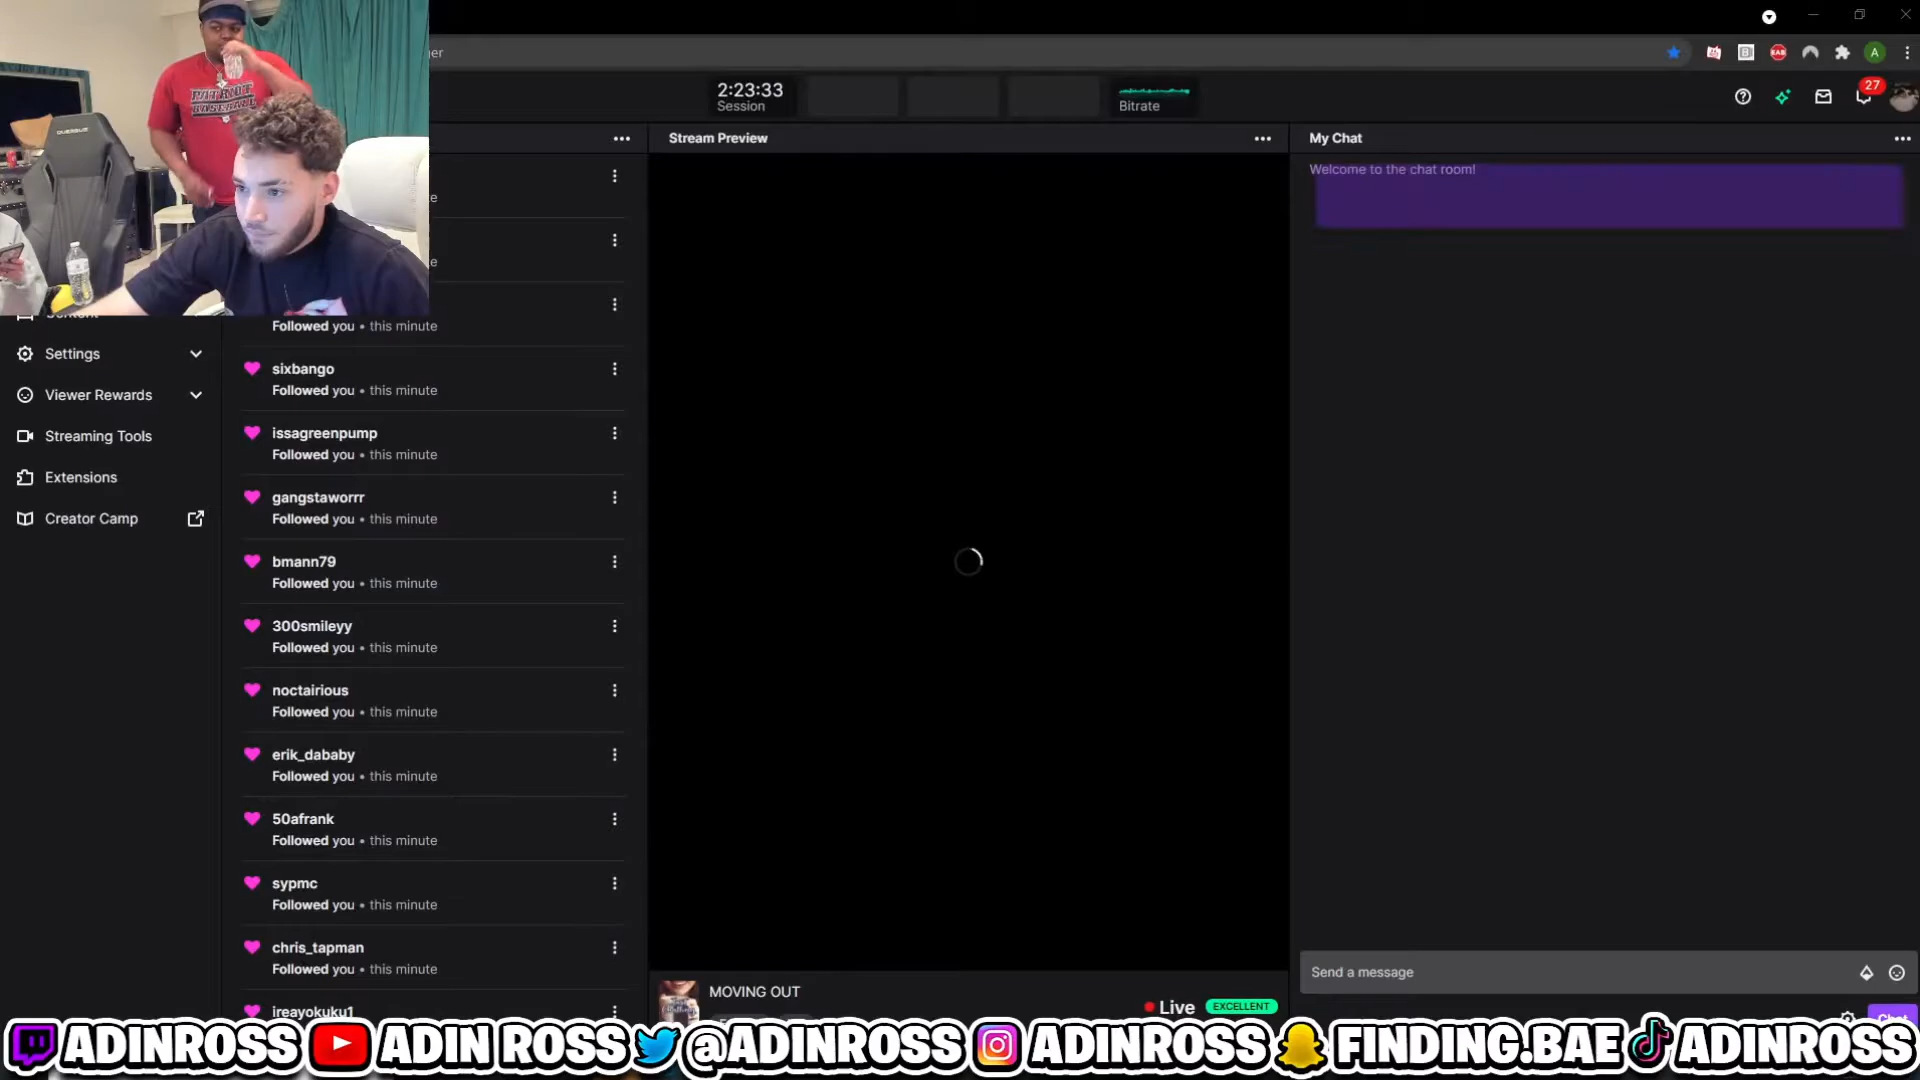 er
2:23:33
Session
Bitrate
27
A
PATRIOT
BASEBALL
Stream Preview
My Chat
Welcome to the chat room!
e
e
Followed you • this minute
Settings
Viewer Rewards
Streaming Tools
Extensions
Creator Camp
sixbango
Followed you • this minute
issagreenpump
Followed you • this minute
gangstaworrr
Followed you • this minute
bmann79
Followed you • this minute
300smileyy
Followed you • this minute
noctairious
Followed you • this minute
erik_dababy
Followed you • this minute
50afrank
Followed you • this minute
sypmc
Followed you • this minute
chris_tapman
Followed you • this minute
ireayokuku1
MOVING OUT
Live
EXCELLENT
Send a message
Chat
ADINROSS ADIN ROSS @ADINROSS ADINROSS FINDING.BAE ADINROSS